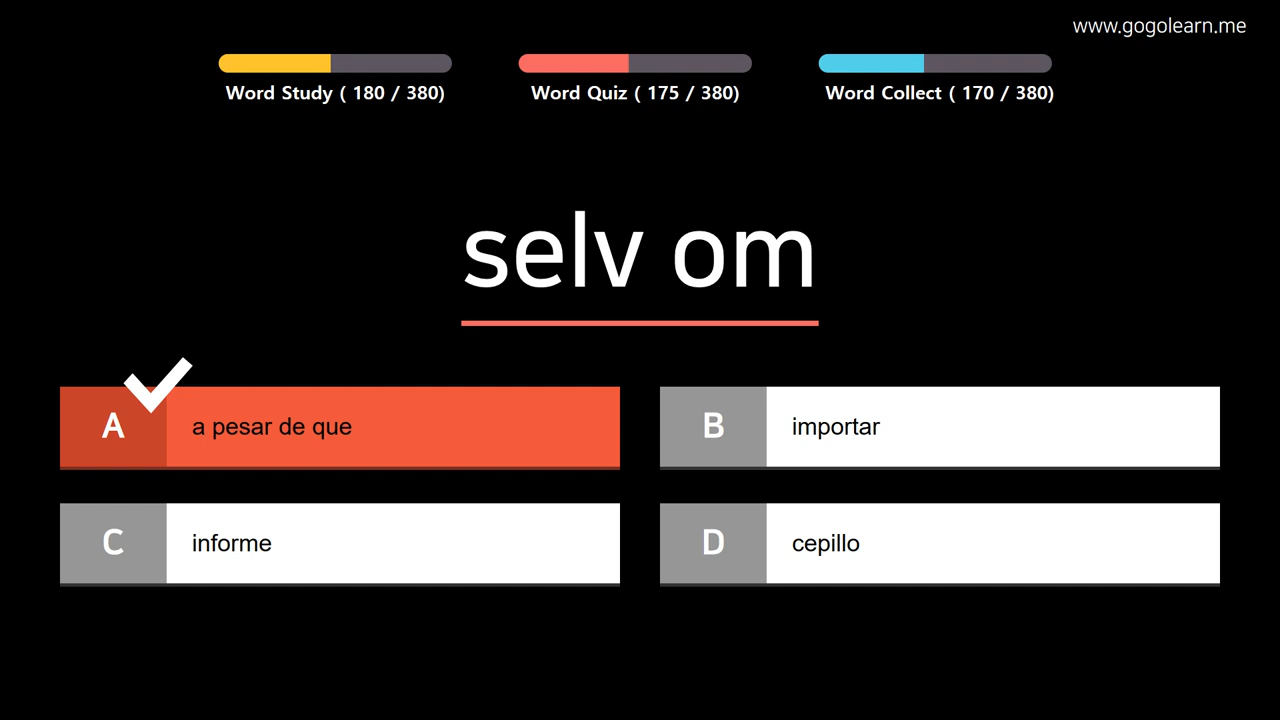 www.gogolearn.me
Word Study ( 180 / 380)
Word Quiz ( 175 / 380)
Word Collect ( 170 / 380)
selv om
A a pesar de que
B importar
C informe
D cepillo